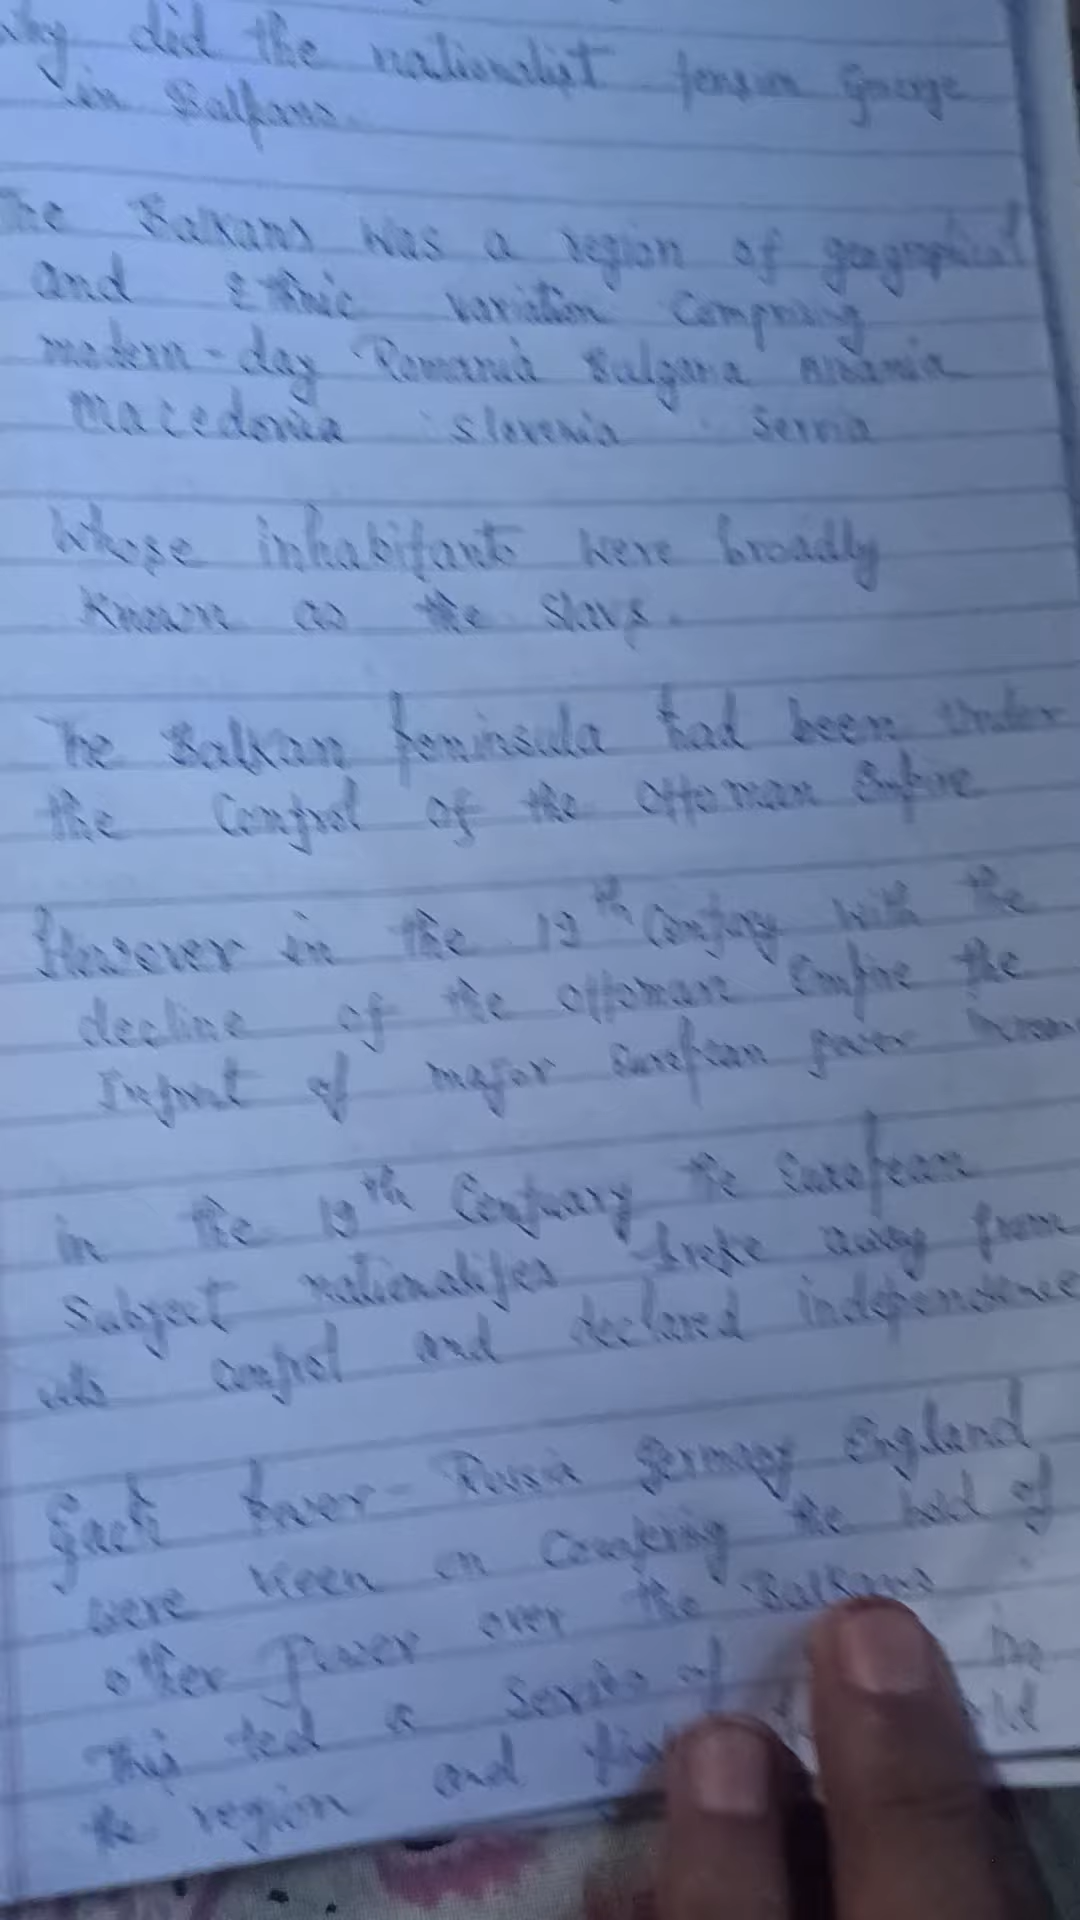 why did the nationalist tension emerge
in Balkans.
The Balkans was a region of geographical
and Ethnic variation comprising
modern-day Romania Bulgaria Albania
Macedonia Slovenia Servia
Whose inhabitants were broadly
known as the Slavs.
The Balkan Peninsula had been under
the control of the Ottoman Empire
However in the 19th Century with the
decline of the Ottoman Empire the
of major European power
in the 19th Century the European
Subject nationalities broke away from
its control and declared independence
Each Power - Russia Germany England
were keen on the hold of
other Power over the Balkans
This led a Series of
the region and